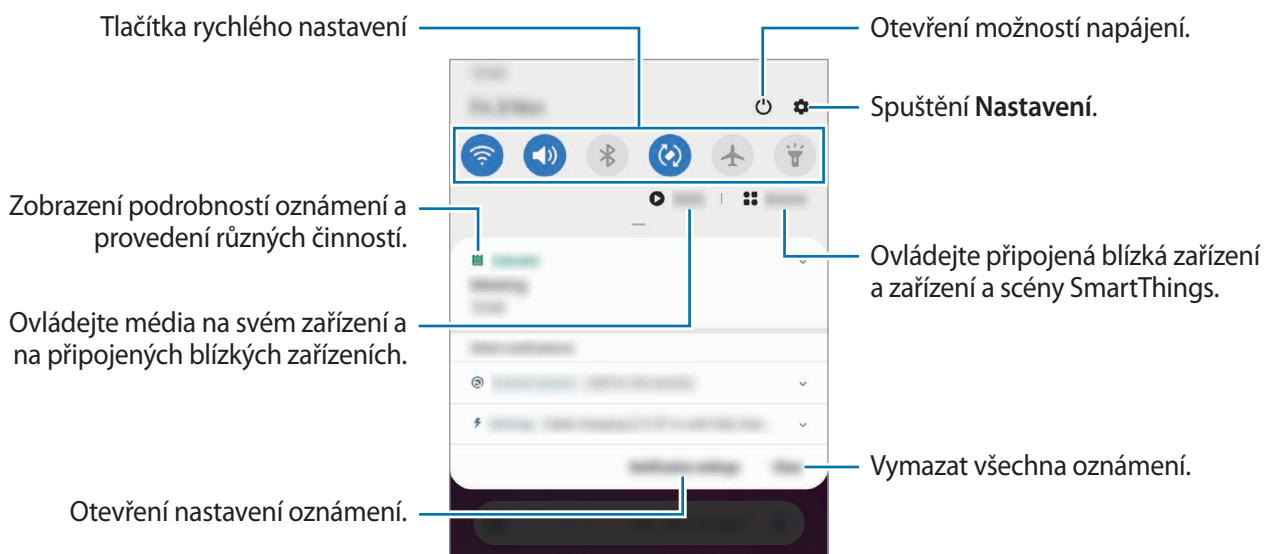 Tlačítka rychlého nastavení
Otevření možností napájení.
Spuštění Nastavení.
Zobrazení podrobností oznámení a
provedení různých činností.
Ovládejte připojená blízká zařízení
a zařízení a scény SmartThings.
Ovládejte média na svém zařízení a
na připojených blízkých zařízeních.
Vymazat všechna oznámení.
Otevření nastavení oznámení.